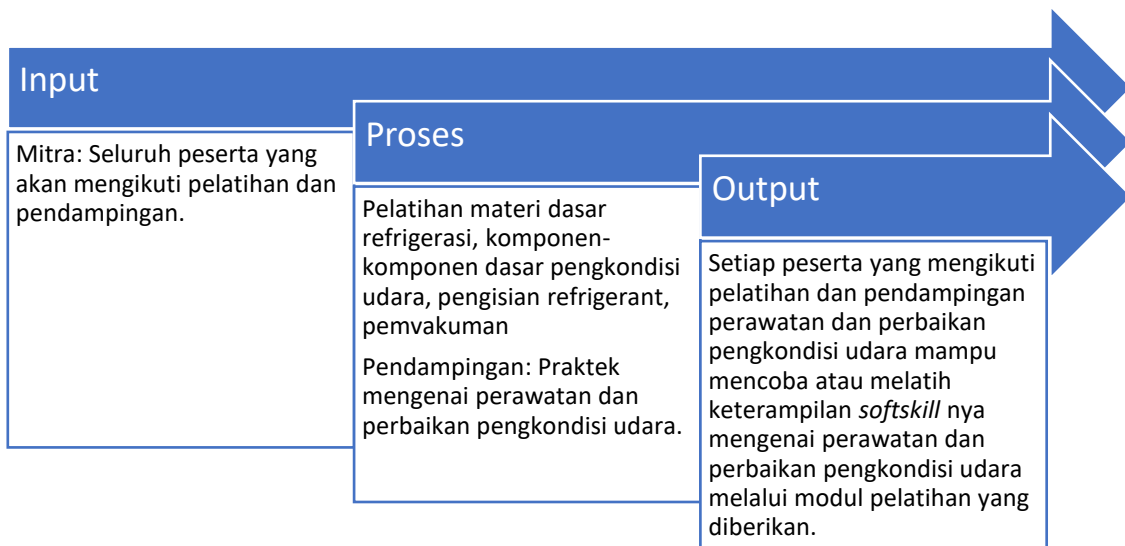 Input
Mitra: Seluruh peserta yang
akan mengikuti pelatihan dan
pendampingan.
Proses
Pelatihan materi dasar
refrigerasi, komponen-
komponen dasar pengkondisi
udara, pengisian refrigerant,
pemvakuman
Pendampingan: Praktek
mengenai perawatan dan
perbaikan pengkondisi udara.
Output
Setiap peserta yang mengikuti
pelatihan dan pendampingan
perawatan dan perbaikan
pengkondisi udara mampu
mencoba atau melatih
keterampilan softskill nya
mengenai perawatan dan
perbaikan pengkondisi udara
melalui modul pelatihan yang
diberikan.